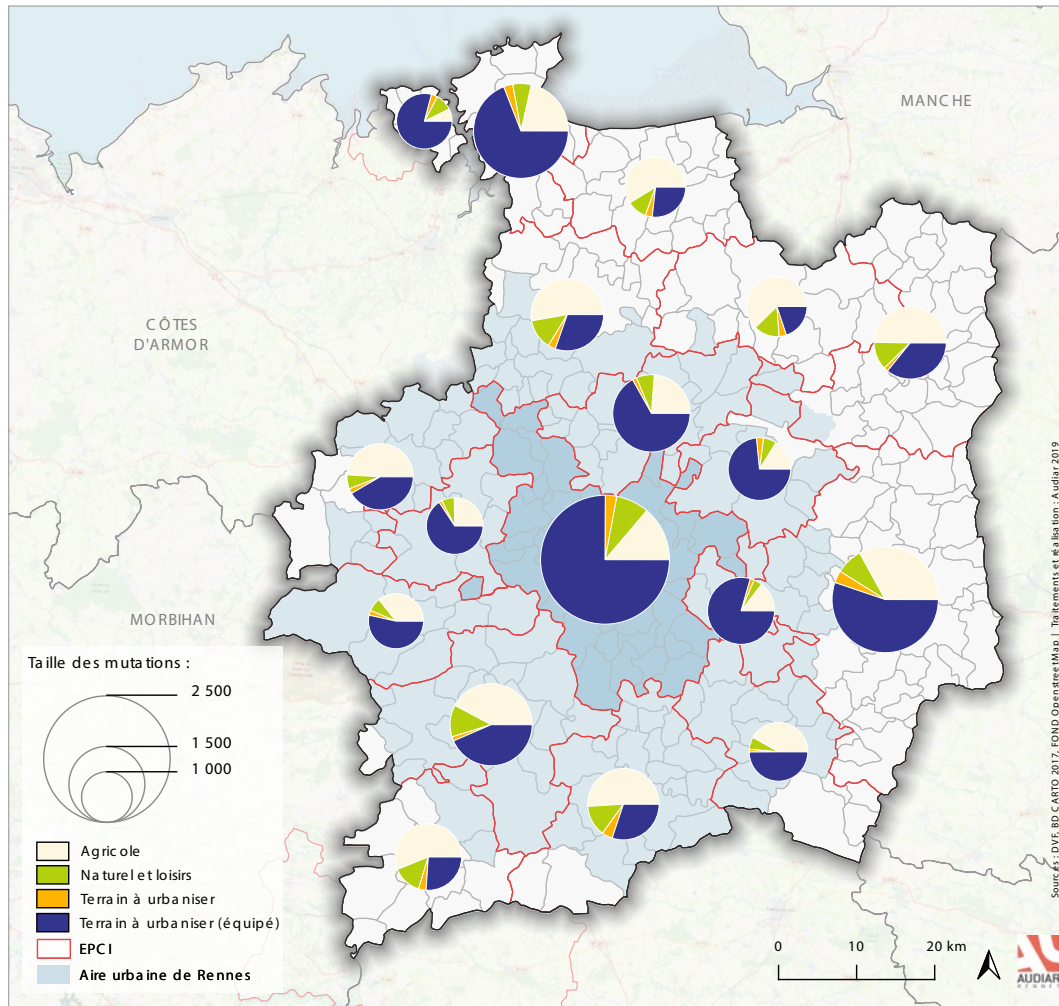 MANCHE
CÔTES
D'ARMOR
MORBIHAN
Taille des mutations :
2 500
1 500
1 000
Agricole
Naturel et loisirs
Terrain à urbaniser
Terrain à urbaniser (équipé)
EPCI
Aire urbaine de Rennes
0 10 20 km
Sources : DVF, BD CARTO 2017, FOND OpenstreetMap | Traitements et réalisation : Audiar 2019
AUDIAR
RENNES